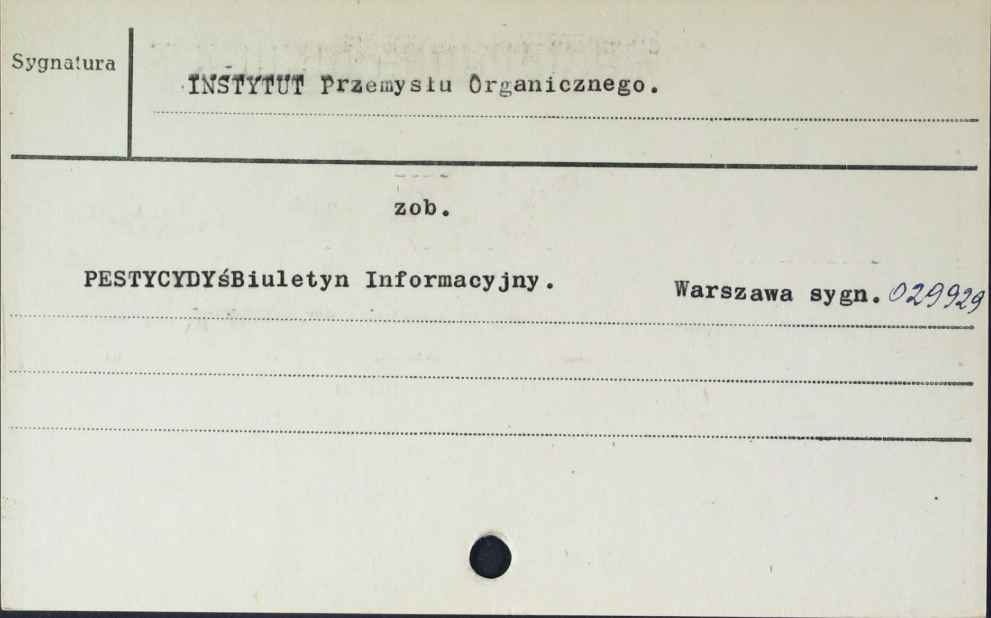 Sygnatura
INSTYTUT Przemysłu Organicznego.
zob.
PESTYCYDYśBiuletyn Informacyjny. Warszawa sygn. 029929